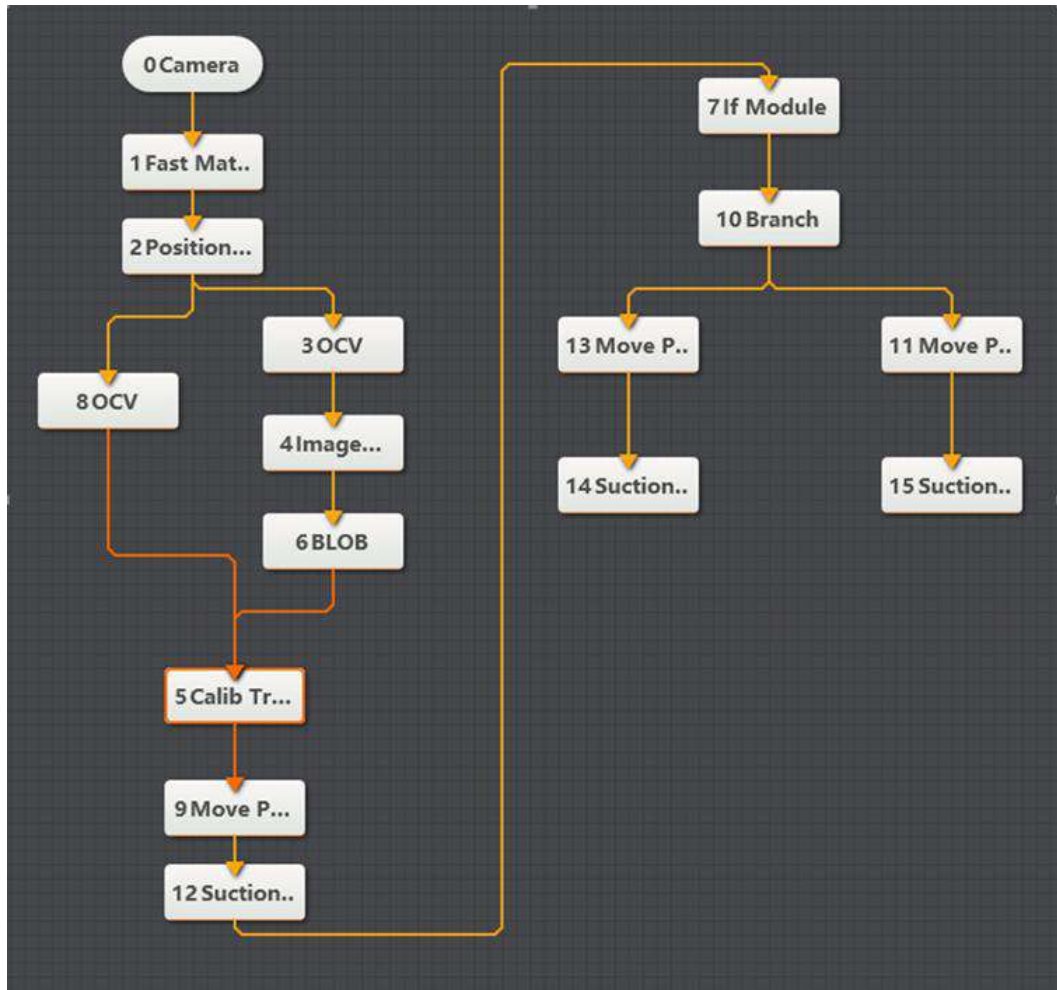 0 Camera
1 Fast Mat..
2 Position...
3 OCV
8 OCV
4 Image...
6 BLOB
5 Calib Tr...
9 Move P...
12 Suction..
7 If Module
10 Branch
13 Move P..
11 Move P..
14 Suction..
15 Suction..